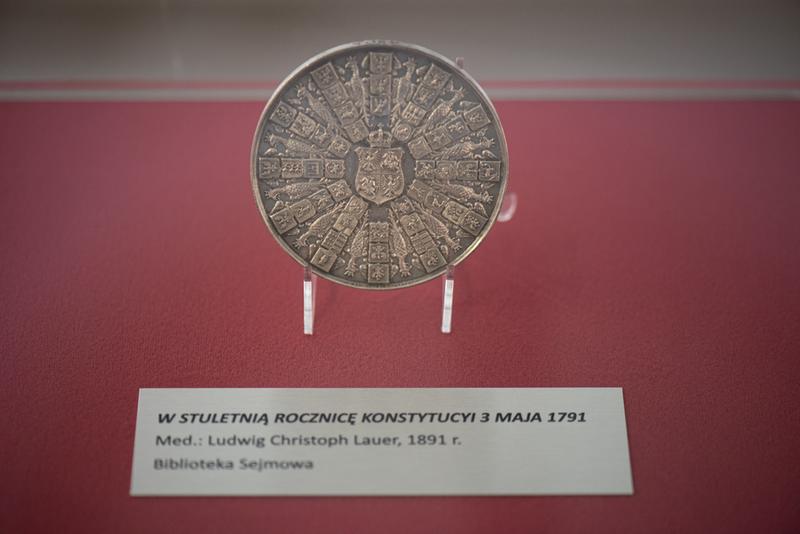 W STULETNIĄ ROCZNICĘ KONSTYTUCYI 3 MAJA 1791
Med.: Ludwig Christoph Lauer, 1891 r.
Biblioteka Sejmowa